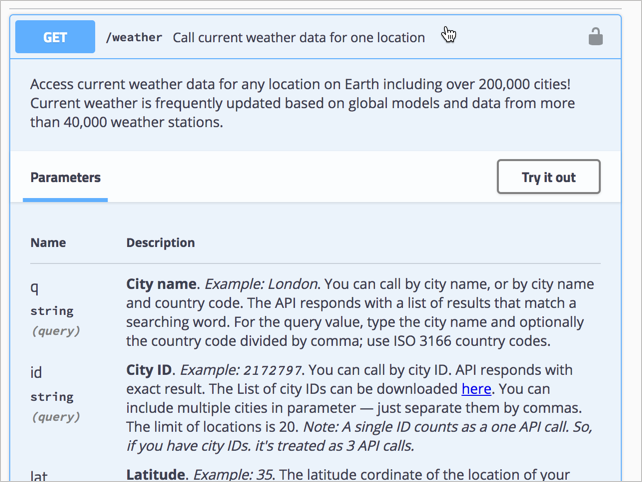 GET /weather Call current weather data for one location
Access current weather data for any location on Earth including over 200,000 cities!
Current weather is frequently updated based on global models and data from more
than 40,000 weather stations.
Parameters Try it out
Name Description
q City name. Example: London. You can call by city name, or by city name
string and country code. The API responds with a list of results that match a
(query) searching word. For the query value, type the city name and optionally
the country code divided by comma; use ISO 3166 country codes.
id City ID. Example: 2172797. You can call by city ID. API responds with
string exact result. The List of city IDs can be downloaded here. You can
(query) include multiple cities in parameter — just separate them by commas.
The limit of locations is 20. Note: A single ID counts as a one API call. So,
if you have city IDs. it's treated as 3 API calls.
lat Latitude. Example: 35. The latitude cordinate of the location of your